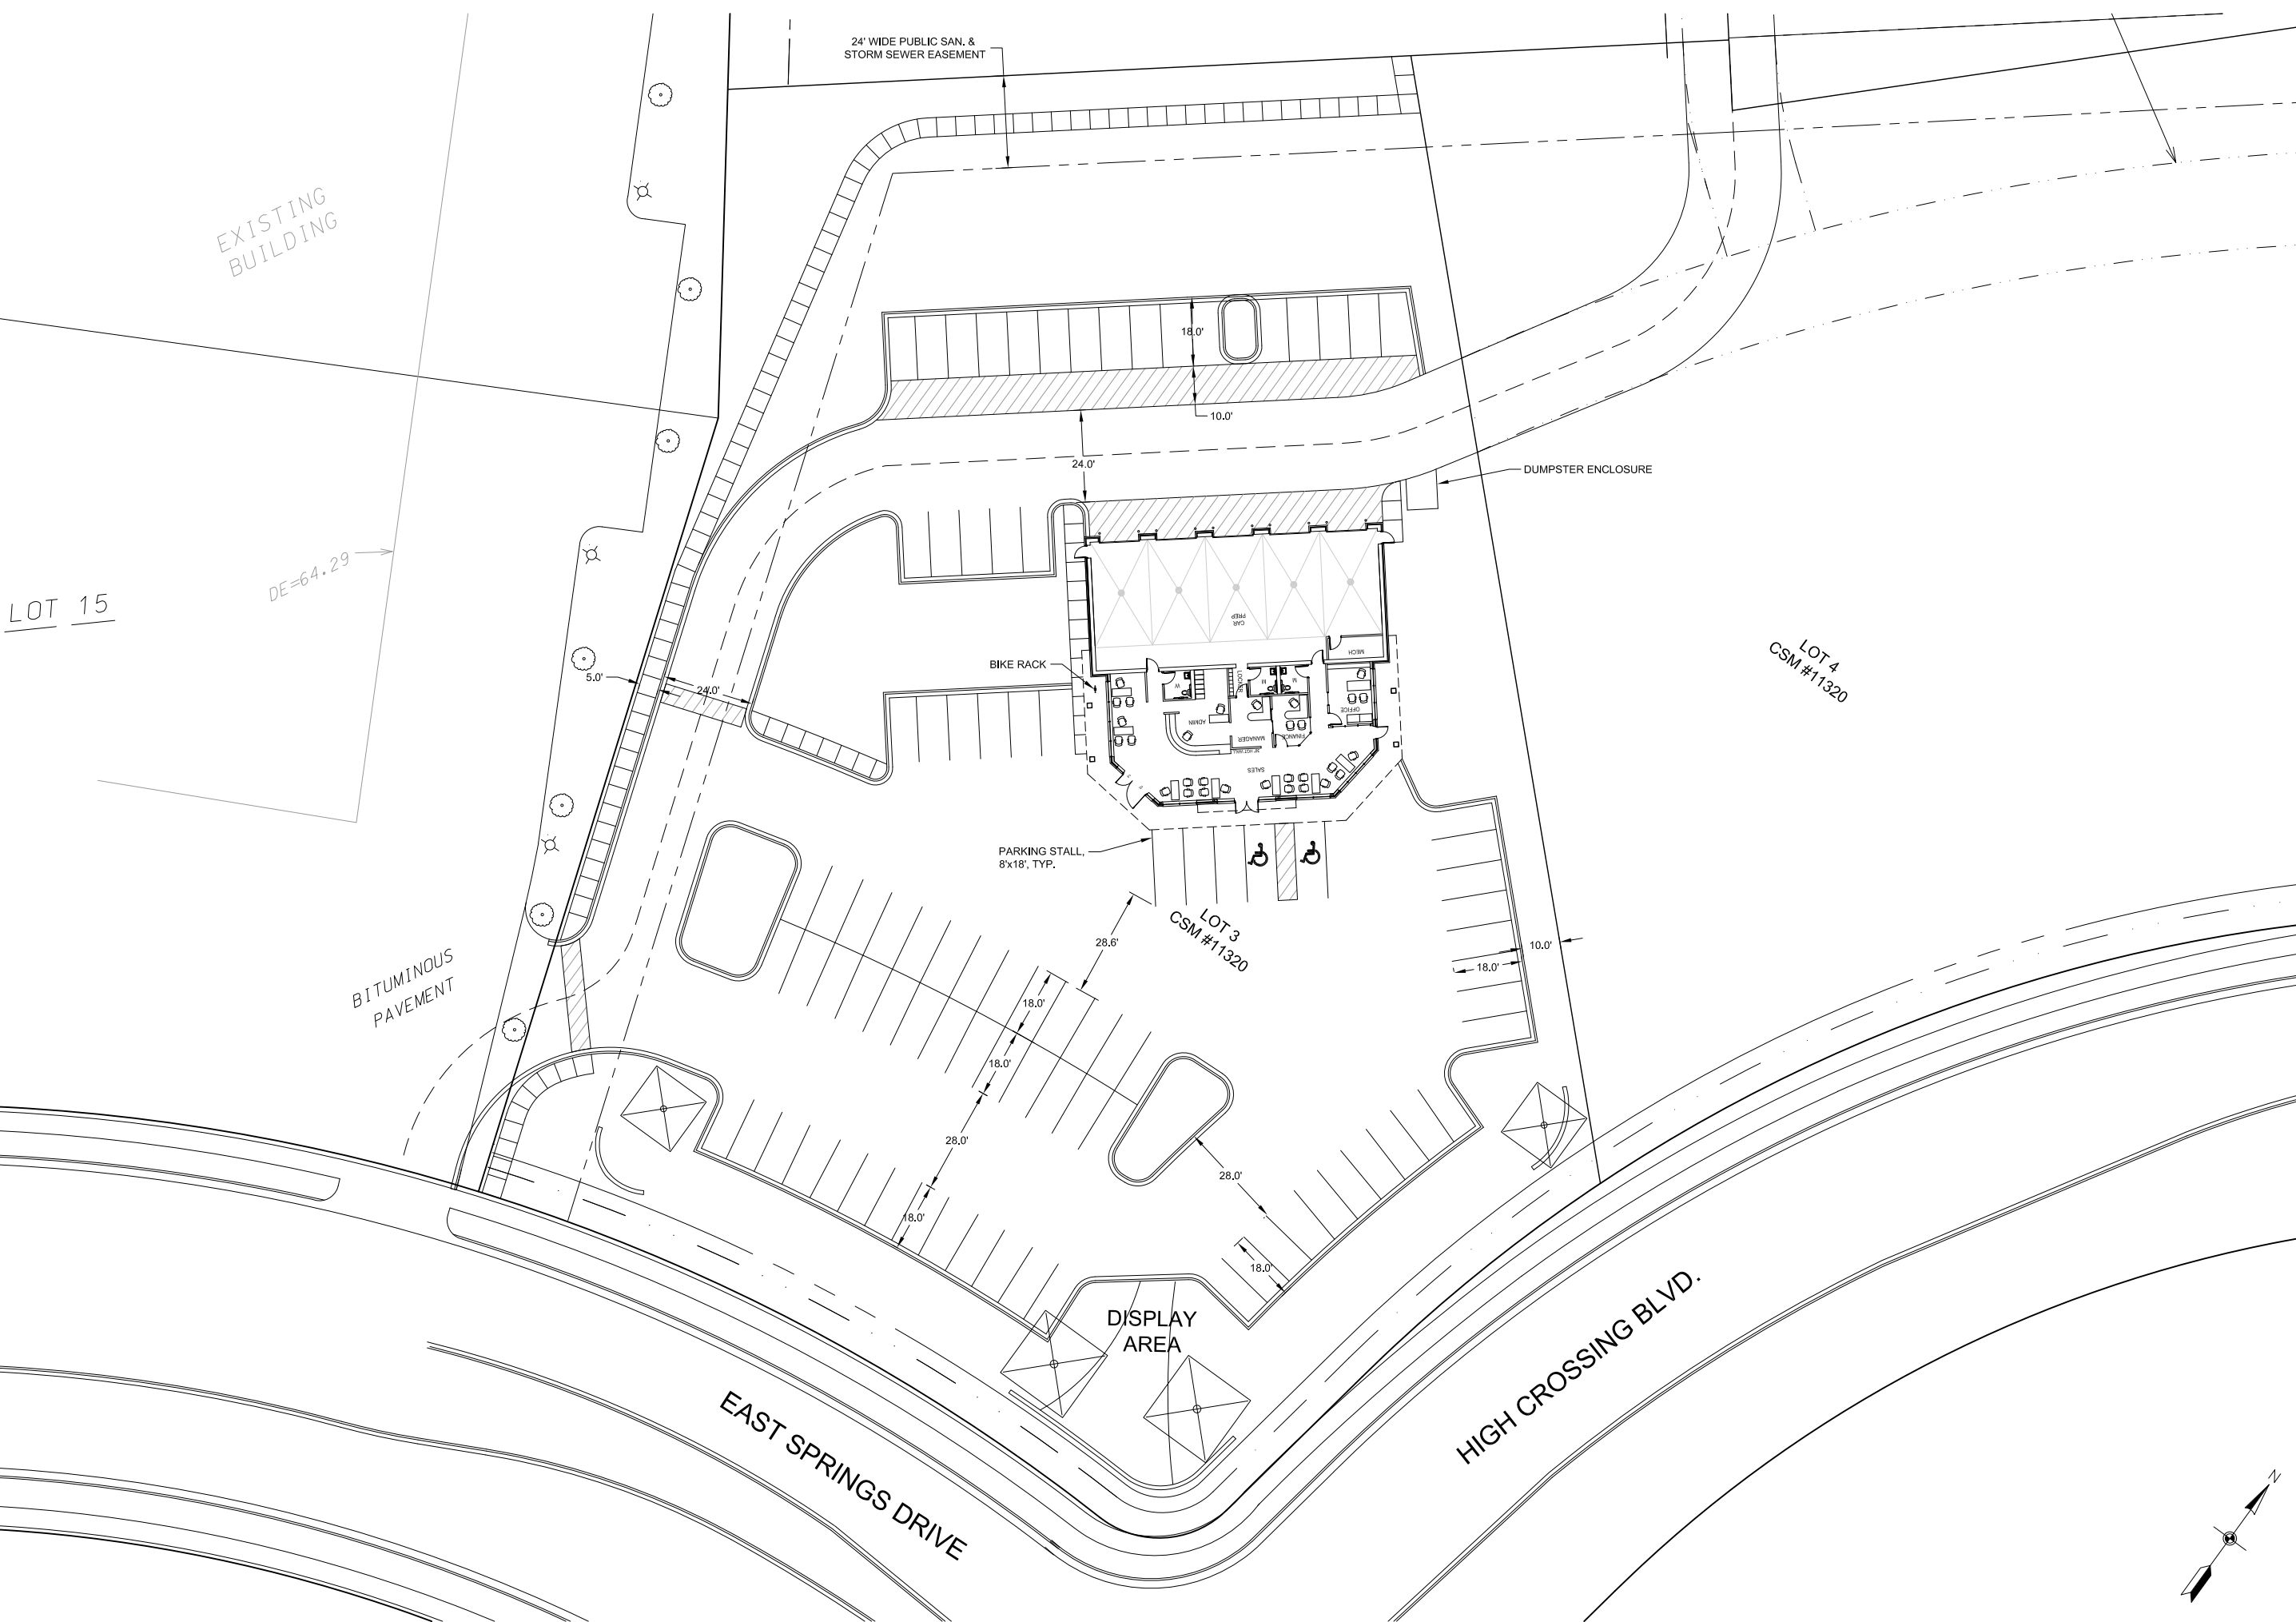 24' WIDE PUBLIC SAN. &
STORM SEWER EASEMENT
EXISTING
BUILDING
18.0'
10.0'
24.0'
DUMPSTER ENCLOSURE
DE=64.29
LOT 15
CAR
PREP
MECH
LOT 4
CSM #11320
BIKE RACK
5.0'
24.0'
W
LOCKER
M
M
OFFICE
ADMIN
MANAGER
FINANCE
SALES
PARKING STALL,
8'x18', TYP.
LOT 3
CSM #11320
28.6'
10.0'
18.0'
BITUMINOUS
PAVEMENT
18.0'
18.0'
28.0'
28.0'
18.0'
18.0'
DISPLAY
AREA
EAST SPRINGS DRIVE
HIGH CROSSING BLVD.
N